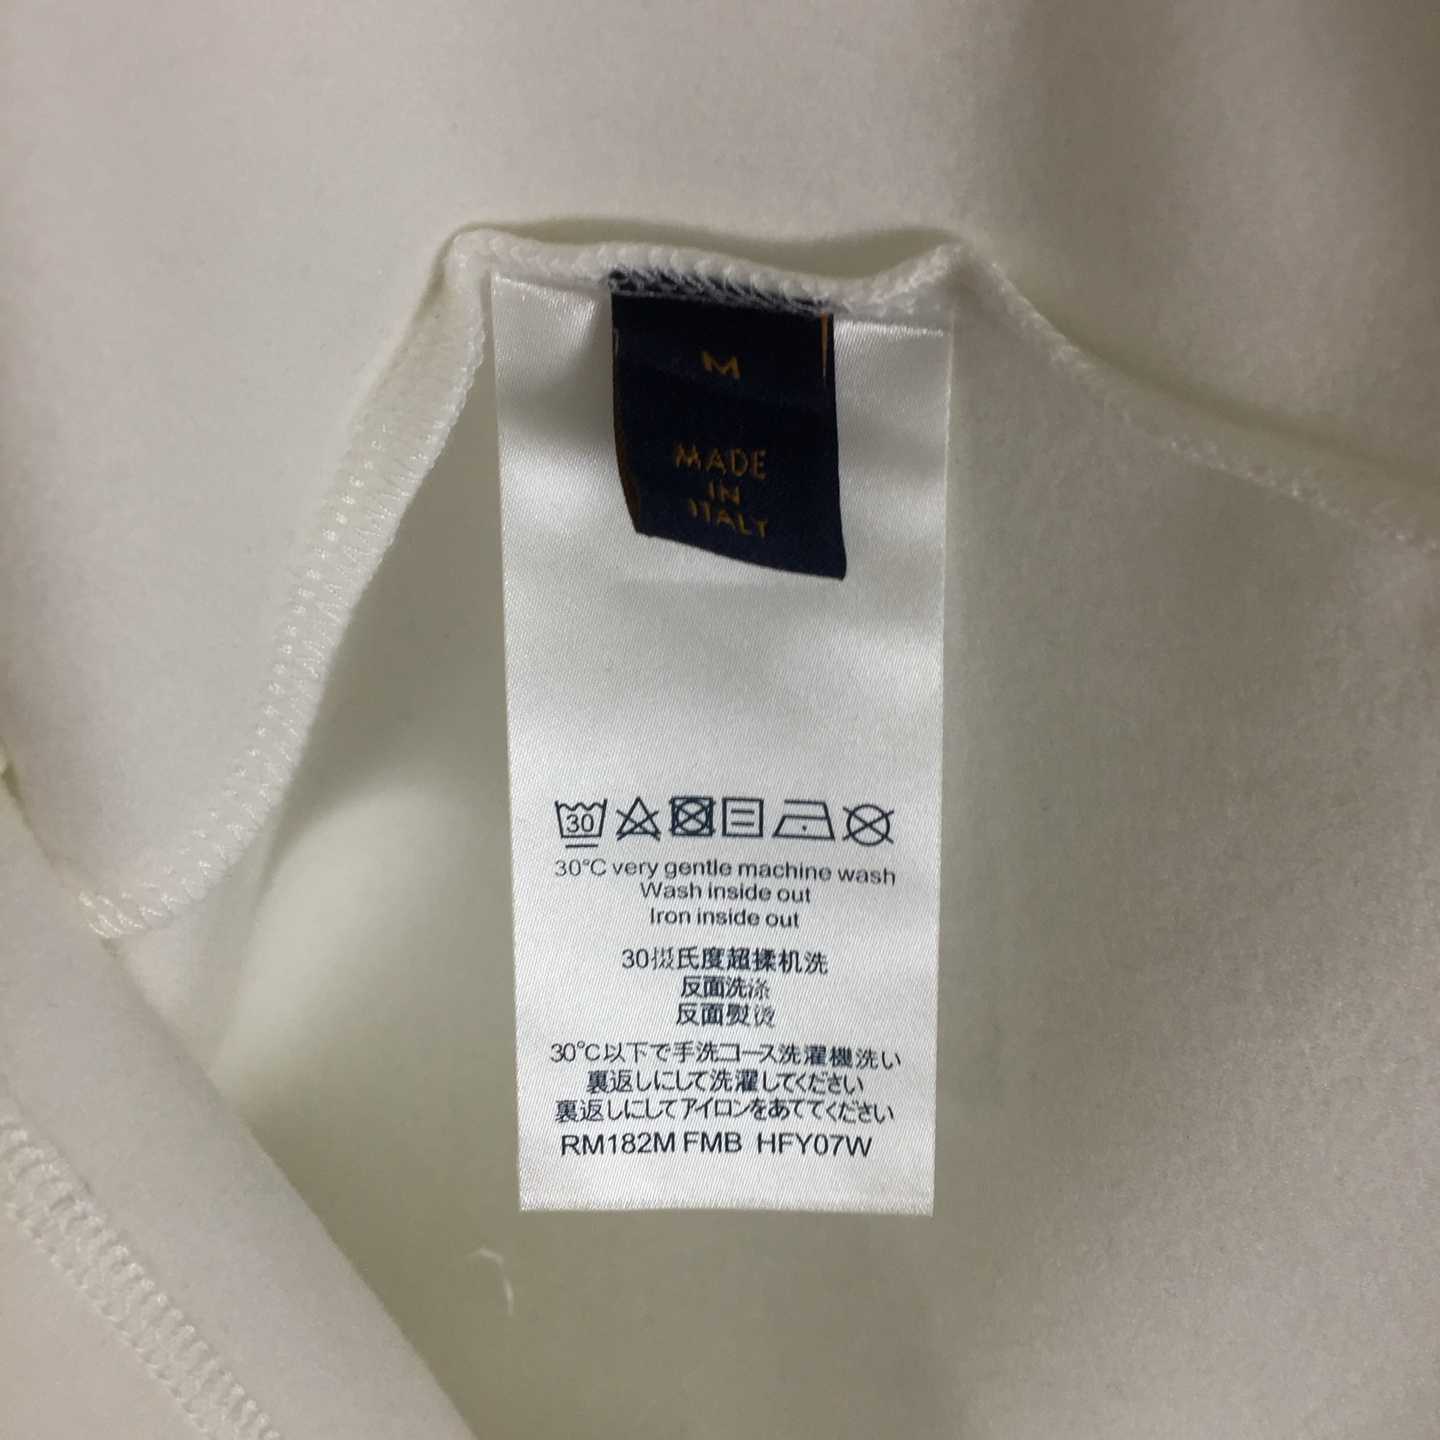 M
MADE
IN
ITALY
30
30°C very gentle machine wash
Wash inside out
Iron inside out
30摄氏度超揉机洗
反面洗涤
反面熨烫
30°C以下で手洗コース洗濯機洗い
裏返しにして洗濯してください
裏返しにしてアイロンをあててください
RM182M FMB HFY07W